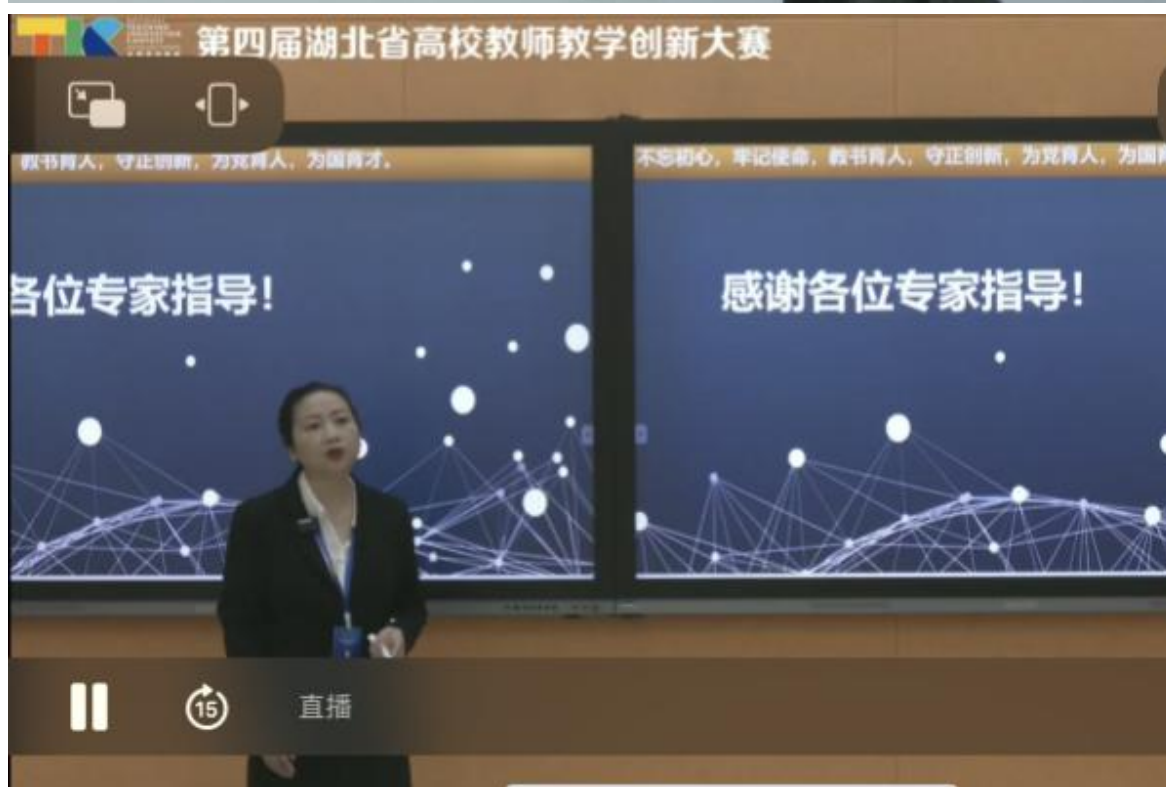 第四届湖北省高校教师教学创新大赛
教书育人，守正创新，为党育人，为国育才。
不忘初心，牢记使命，教书育人，守正创新，为党育人，为国
各位专家指导！
感谢各位专家指导！
15
直播